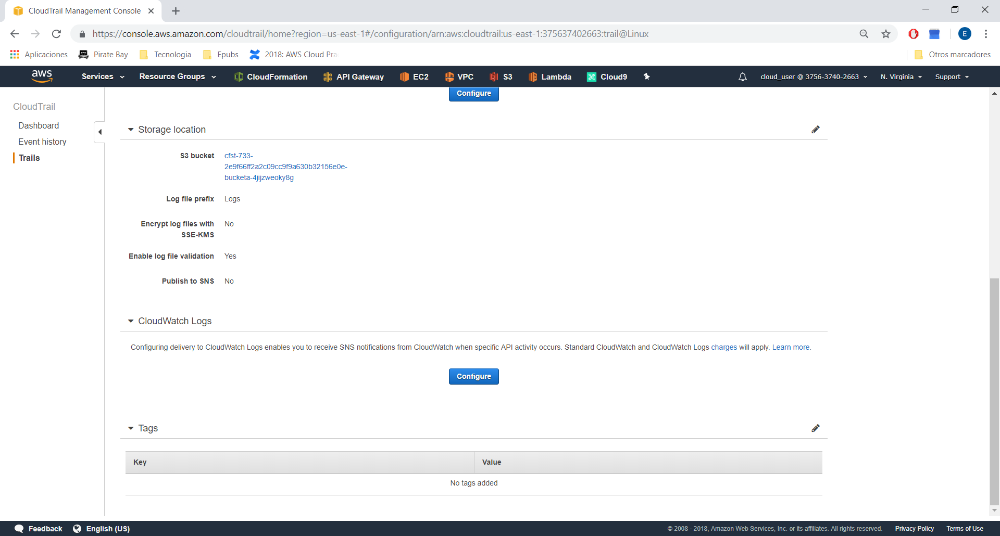 CloudTrail Management Console
https://console.aws.amazon.com/cloudtrail/home?region=us-east-1#/configuration/arn:aws:cloudtrail:us-east-1:375637402663:trail@Linux
E
Aplicaciones Pirate Bay Tecnologia Epubs 2018: AWS Cloud Pra Otros marcadores
aws Services Resource Groups CloudFormation API Gateway EC2 VPC S3 Lambda Cloud9 cloud_user @ 3756-3740-2663 N. Virginia Support
CloudTrail
Dashboard
Event history
Trails
Configure
Storage location
S3 bucket cfst-733-
2e9f66ff2a2c09cc9f9a630b32156e0e-
bucketa-4jijzweoky8g
Log file prefix Logs
Encrypt log files with No
SSE-KMS
Enable log file validation Yes
Publish to SNS No
CloudWatch Logs
Configuring delivery to CloudWatch Logs enables you to receive SNS notifications from CloudWatch when specific API activity occurs. Standard CloudWatch and CloudWatch Logs charges will apply. Learn more.
Configure
Tags
Key Value
No tags added
Feedback English (US) © 2008 - 2018, Amazon Web Services, Inc. or its affiliates. All rights reserved. Privacy Policy Terms of Use